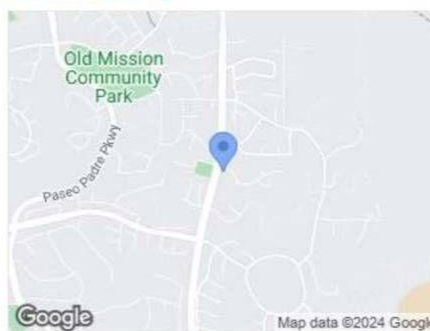 Old Mission
Community
Park
Paseo Padre Pkwy
Google
Map data ©2024 Google